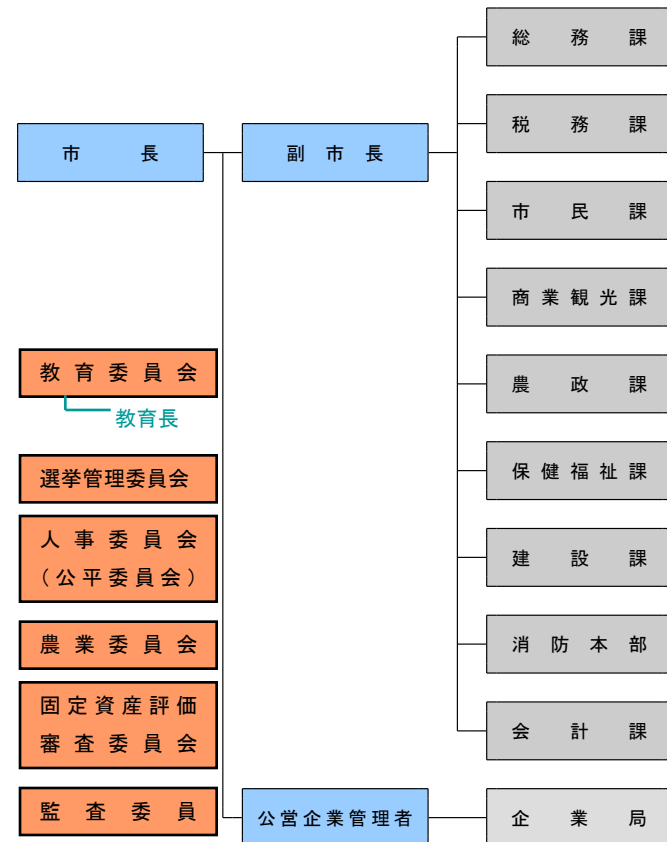 総務課
税務課
市長
副市長
市民課
商業観光課
教育委員会
教育長
農政課
選挙管理委員会
保健福祉課
人事委員会
（公平委員会）
建設課
農業委員会
消防本部
固定資産評価
審査委員会
会計課
監査委員
公営企業管理者
企業局